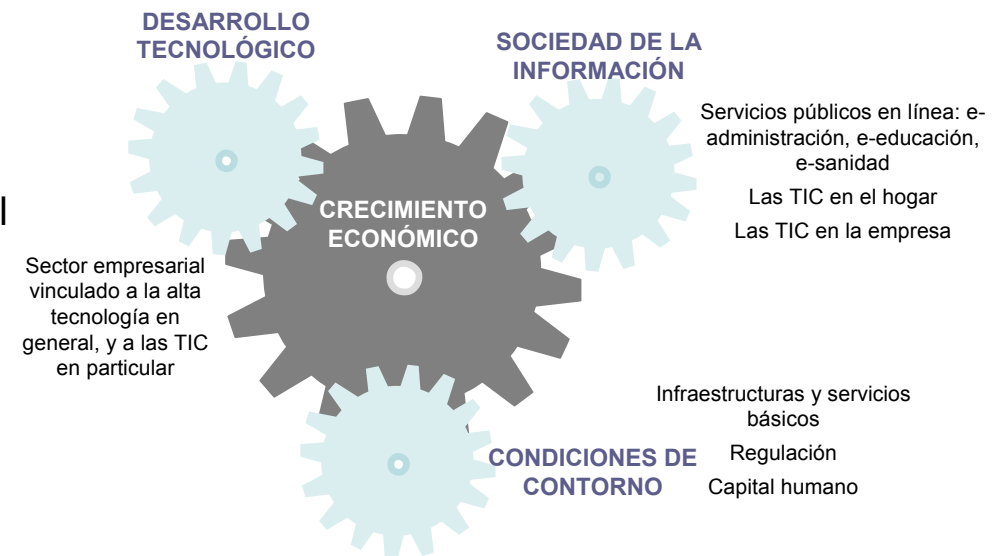 DESARROLLO
TECNOLÓGICO
SOCIEDAD DE LA
INFORMACIÓN
Servicios públicos en línea: e-
administración, e-educación,
e-sanidad
Las TIC en el hogar
Las TIC en la empresa
CRECIMIENTO
ECONÓMICO
l
Sector empresarial
vinculado a la alta
tecnología en
general, y a las TIC
en particular
Infraestructuras y servicios
básicos
Regulación
Capital humano
CONDICIONES DE
CONTORNO